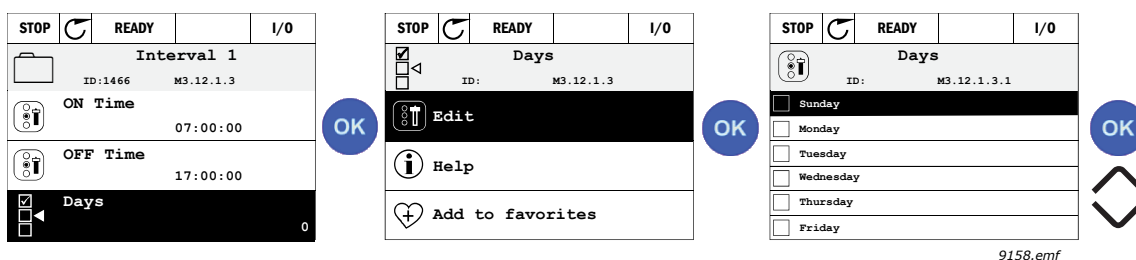 STOP READY I/O
Interval 1
ID:1466 M3.12.1.3
ON Time
07:00:00
OFF Time
17:00:00
Days
0
OK
STOP READY I/O
Days
ID: M3.12.1.3
Edit
Help
Add to favorites
OK
STOP READY I/O
Days
ID: M3.12.1.3.1
Sunday
Monday
Tuesday
Wednesday
Thursday
Friday
OK
9158.emf